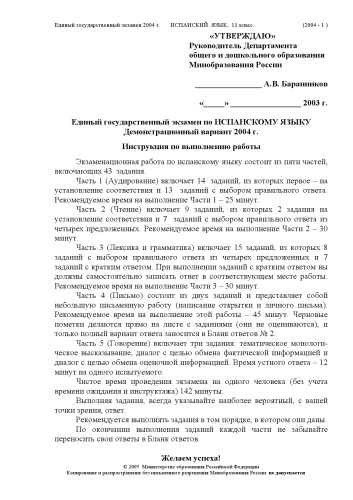 Единый государственный экзамен 2004 г. ИСПАНСКИЙ ЯЗЫК, 11 класс. (2004 - 1 )
«УТВЕРЖДАЮ»
Руководитель Департамента
общего и дошкольного образования
Минобразования России
_________________ А.В. Баранников
«_____» __________________ 2003 г.
Единый государственный экзамен по ИСПАНСКОМУ ЯЗЫКУ
Демонстрационный вариант 2004 г.
Инструкция по выполнению работы
Экзаменационная работа по испанскому языку состоит из пяти частей,
включающих 43 задания.
Часть 1 (Аудирование) включает 14 заданий, из которых первое – на
установление соответствия и 13 заданий с выбором правильного ответа.
Рекомендуемое время на выполнение Части 1 – 25 минут.
Часть 2 (Чтение) включает 9 заданий, из которых 2 задания на
установление соответствия и 7 заданий с выбором правильного ответа из
четырех предложенных. Рекомендуемое время на выполнение Части 2 – 30
минут.
Часть 3 (Лексика и грамматика) включает 15 заданий, из которых 8
заданий с выбором правильного ответа из четырех предложенных и 7
заданий с кратким ответом. При выполнении заданий с кратким ответом вы
должны самостоятельно записать ответ в соответствующем месте работы.
Рекомендуемое время на выполнение Части 3 – 30 минут.
Часть 4 (Письмо) состоит из двух заданий и представляет собой
небольшую письменную работу (написание открытки и личного письма).
Рекомендуемое время на выполнение этой работы – 45 минут. Черновые
пометки делаются прямо на листе с заданиями (они не оцениваются), и
только полный вариант ответа заносится в Бланк ответов № 2.
Часть 5 (Говорение) включает три задания: тематическое монологи-
ческое высказывание, диалог с целью обмена фактической информацией и
диалог с целью обмена оценочной информацией. Время устного ответа – 12
минут на одного испытуемого.
Чистое время проведения экзамена на одного человека (без учета
времени ожидания и инструктажа) 142 минуты.
Выполняя задания, всегда указывайте наиболее вероятный, с вашей
точки зрения, ответ.
Рекомендуется выполнять задания в том порядке, в котором они даны.
По окончании выполнения заданий каждой части не забывайте
переносить свои ответы в Бланк ответов.
Желаем успеха!
© 2003 Министерство образования Российской Федерации
Копирование и распространение без письменного разрешения Минобразования России не допускается